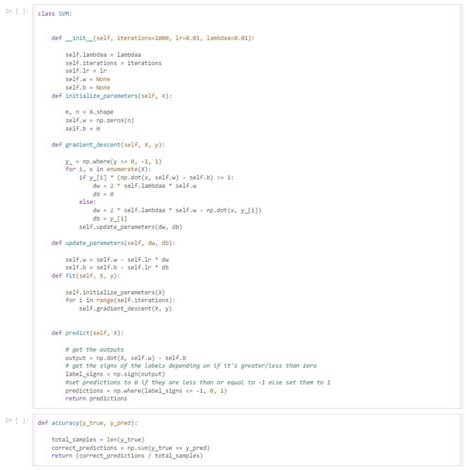 In [ ]:
class SVM:
def __init__(self, iterations=1000, lr=0.01, lambdaa=0.01):
self.lambdaa = lambdaa
self.iterations = iterations
self.lr = lr
self.w = None
self.b = None
def initialize_parameters(self, X):
m, n = X.shape
self.w = np.zeros(n)
self.b = 0
def gradient_descent(self, X, y):
y_ = np.where(y <= 0, -1, 1)
for i, x in enumerate(X):
if y_[i] * (np.dot(x, self.w) - self.b) >= 1:
dw = 2 * self.lambdaa * self.w
db = 0
else:
dw = 2 * self.lambdaa * self.w - np.dot(x, y_[i])
db = y_[i]
self.update_parameters(dw, db)
def update_parameters(self, dw, db):
self.w = self.w - self.lr * dw
self.b = self.b - self.lr * db
def fit(self, X, y):
self.initialize_parameters(X)
for i in range(self.iterations):
self.gradient_descent(X, y)
def predict(self, X):
# get the outputs
output = np.dot(X, self.w) - self.b
# get the signs of the labels depending on if it's greater/less than zero
label_signs = np.sign(output)
#set predictions to 0 if they are less than or equal to -1 else set them to 1
predictions = np.where(label_signs <= -1, 0, 1)
return predictions
In [ ]:
def accuracy(y_true, y_pred):
total_samples = len(y_true)
correct_predictions = np.sum(y_true == y_pred)
return (correct_predictions / total_samples)